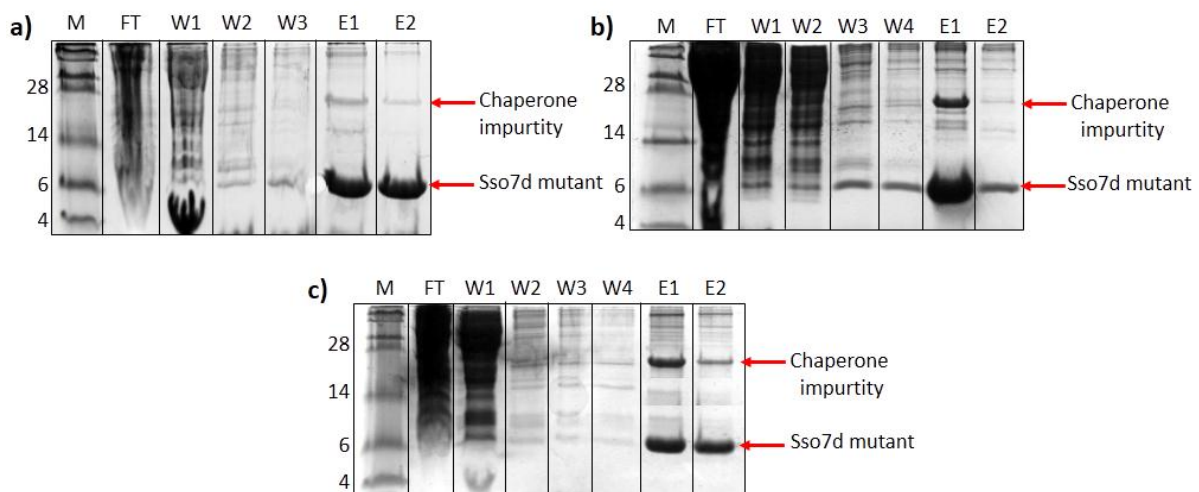 a)
M FT W1 W2 W3 E1 E2
28
14
6
4
Chaperone
impurtity
Sso7d mutant
b)
M FT W1 W2 W3 W4 E1 E2
28
14
6
4
Chaperone
impurtity
Sso7d mutant
c)
M FT W1 W2 W3 W4 E1 E2
28
14
6
4
Chaperone
impurtity
Sso7d mutant